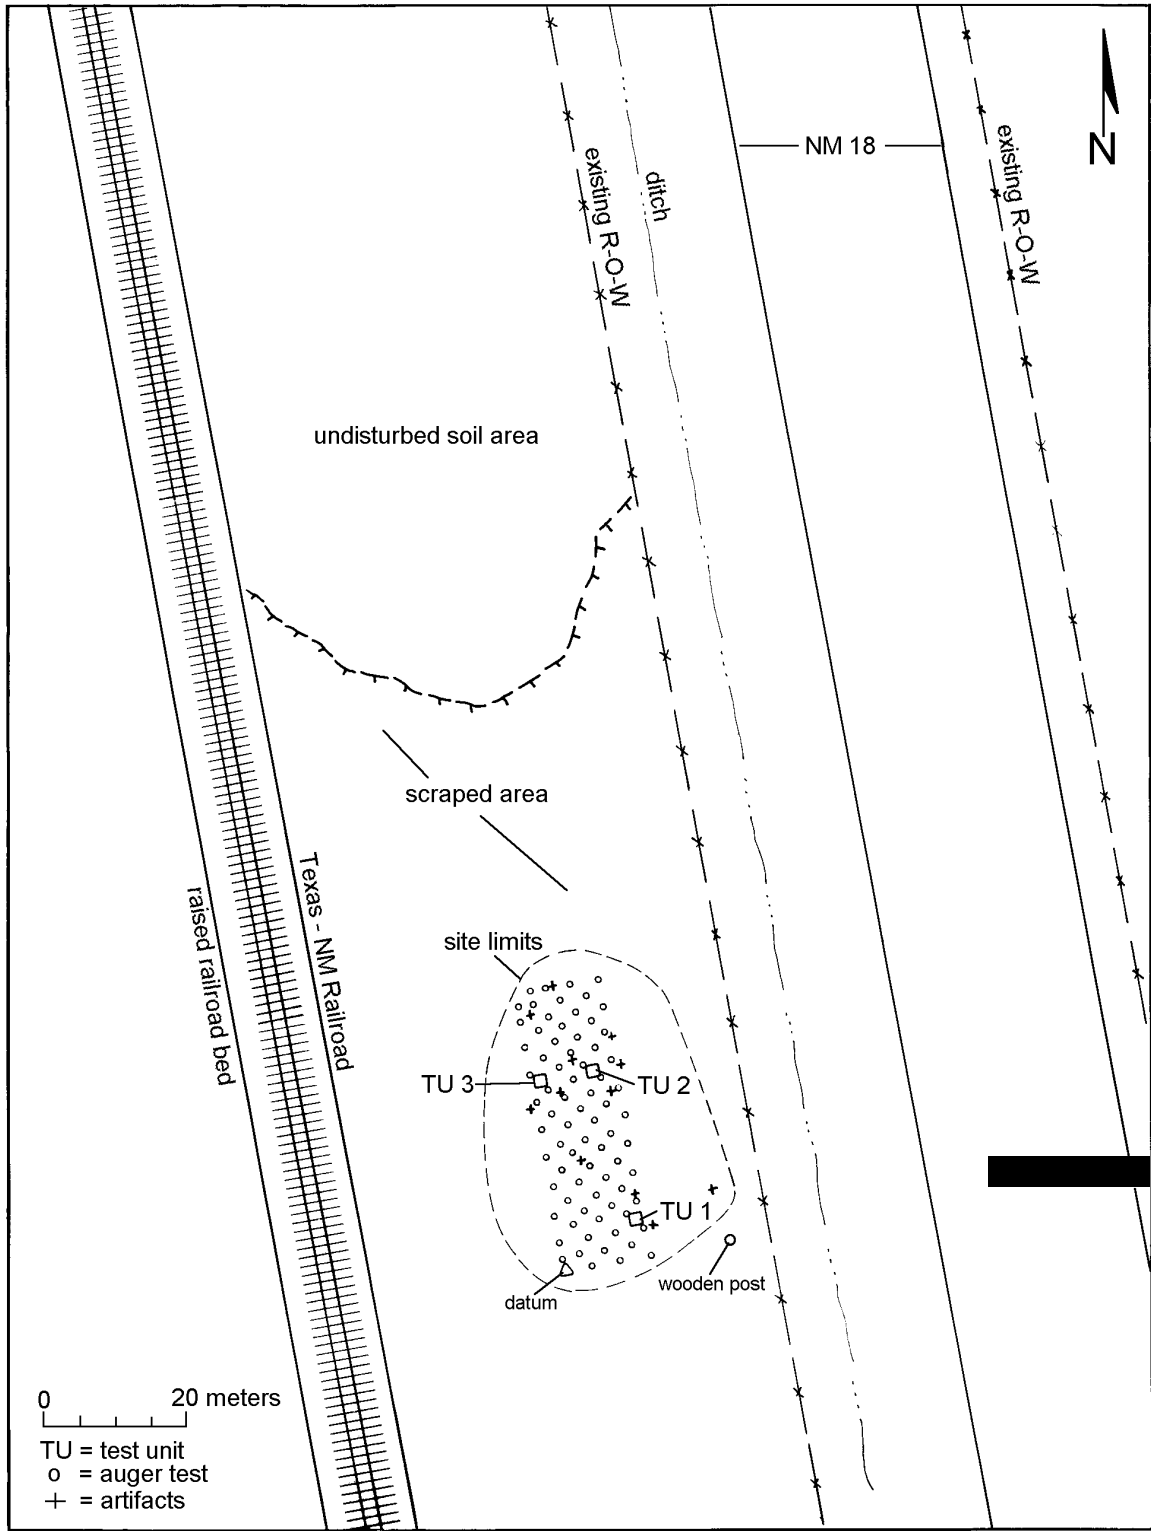 N
NM 18
existing R-O-W
ditch
existing R-O-W
undisturbed soil area
scraped area
raised railroad bed
Texas - NM Railroad
site limits
TU 3
TU 2
TU 1
wooden post
datum
0 20 meters
TU = test unit
o = auger test
+ = artifacts